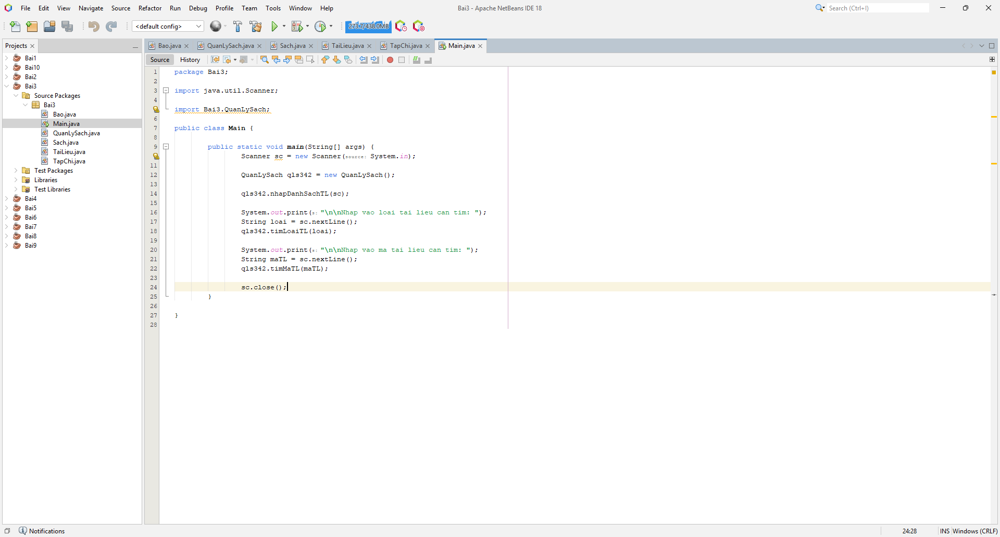 File Edit View Navigate Source Refactor Run Debug Profile Team Tools Window Help
Bai3 - Apache NetBeans IDE 18
Search (Ctrl+I)
<default config>
273.7/438.0MB
Projects
Bai1
Bai10
Bai2
Bai3
Source Packages
Bai3
Bao.java
Main.java
QuanLySach.java
Sach.java
TaiLieu.java
TapChi.java
Test Packages
Libraries
Test Libraries
Bai4
Bai5
Bai6
Bai7
Bai8
Bai9
Bao.java QuanLySach.java Sach.java TaiLieu.java TapChi.java Main.java
Source History
1 package Bai3;
2
3 import java.util.Scanner;
4
import Bai3.QuanLySach;
6
7 public class Main {
8
9 public static void main(String[] args) {
Scanner sc = new Scanner(source: System.in);
11
12 QuanLySach qls342 = new QuanLySach();
13
14 qls342.nhapDanhSachTL(sc);
15
16 System.out.print(s: "\n\nNhap vao loai tai lieu can tim: ");
17 String loai = sc.nextLine();
18 qls342.timLoaiTL(loai);
19
20 System.out.print(s: "\n\nNhap vao ma tai lieu can tim: ");
21 String maTL = sc.nextLine();
22 qls342.timMaTL(maTL);
23
24 sc.close();
25 }
26
27 }
28
Notifications
24:28 INS Windows (CRLF)